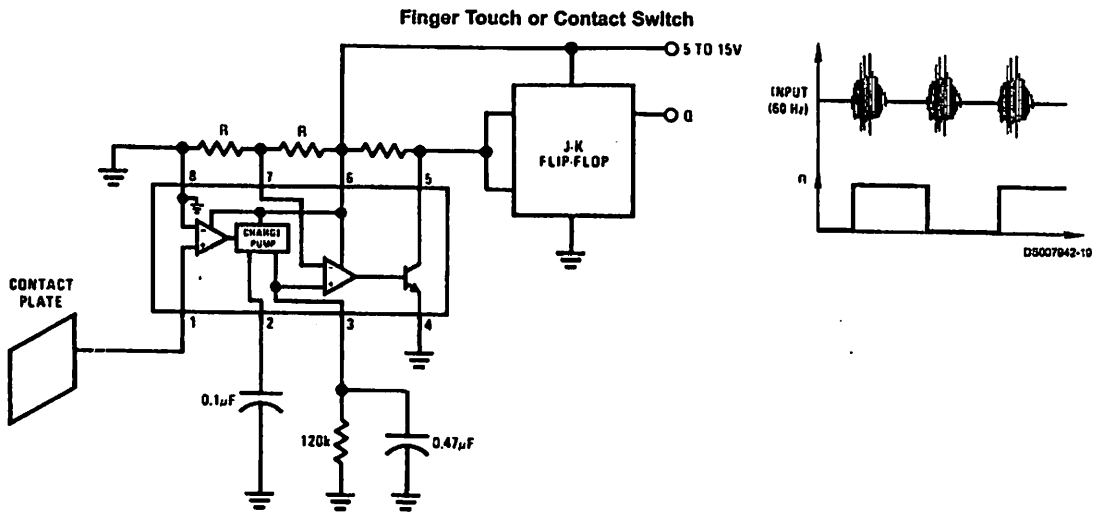 Finger Touch or Contact Switch
5 TO 15V
Q
J-K
FLIP-FLOP
R
R
8
7
6
5
CHARGE
PUMP
1
2
3
4
CONTACT
PLATE
0.1µF
120k
0.47µF
INPUT
(60 Hz)
Q
DS007942-19